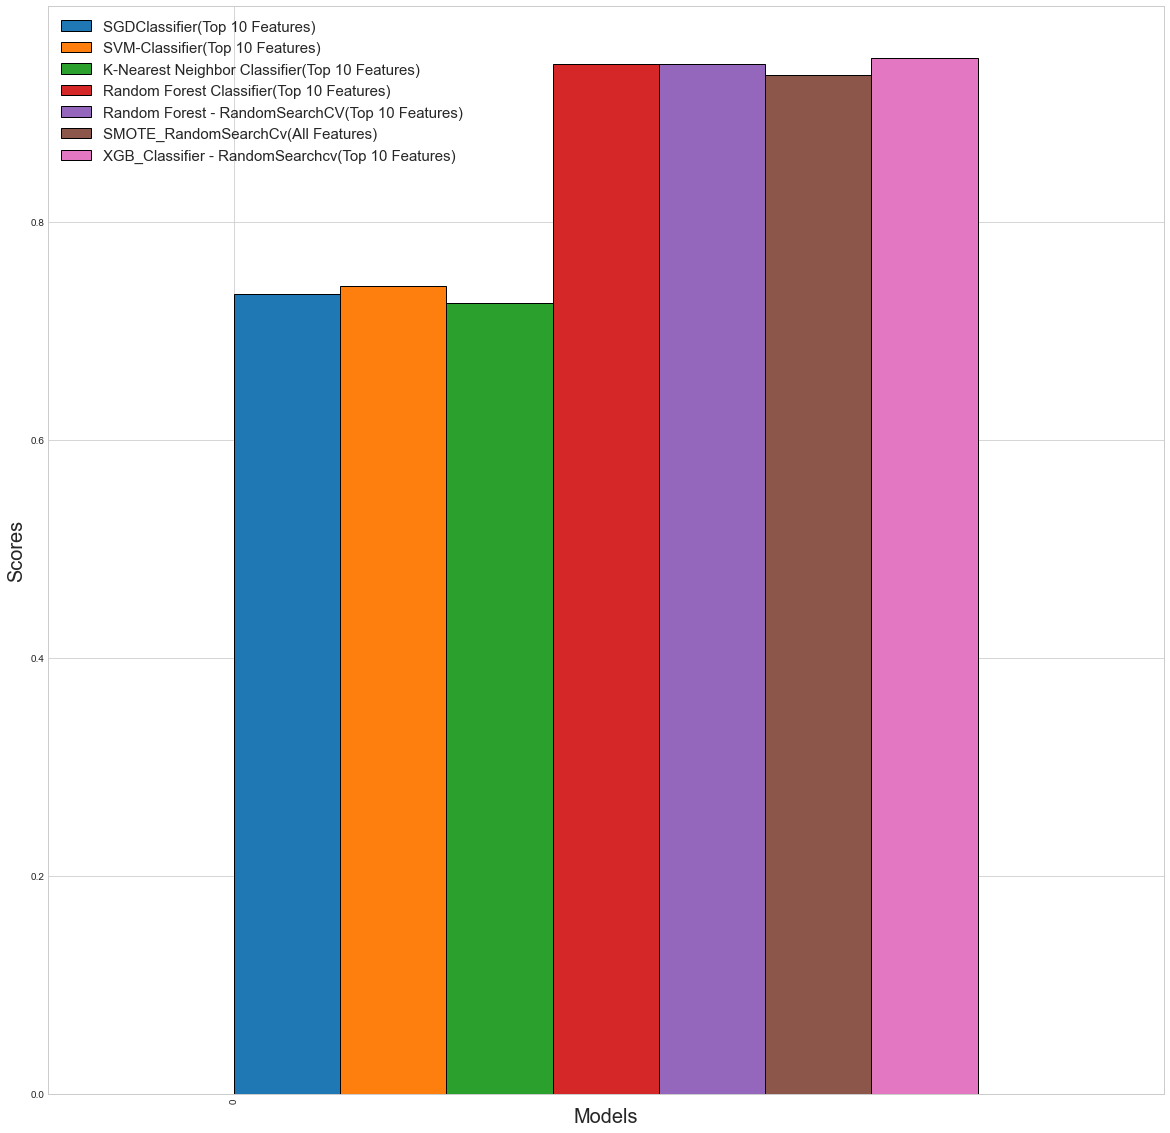 SGDClassifier(Top 10 Features)
SVM-Classifier(Top 10 Features)
K-Nearest Neighbor Classifier(Top 10 Features)
Random Forest Classifier(Top 10 Features)
Random Forest - RandomSearchCV(Top 10 Features)
SMOTE_RandomSearchCv(All Features)
XGB_Classifier - RandomSearchcv(Top 10 Features)
0.8
0.6
0.4
0.2
0.0
Scores
0
Models